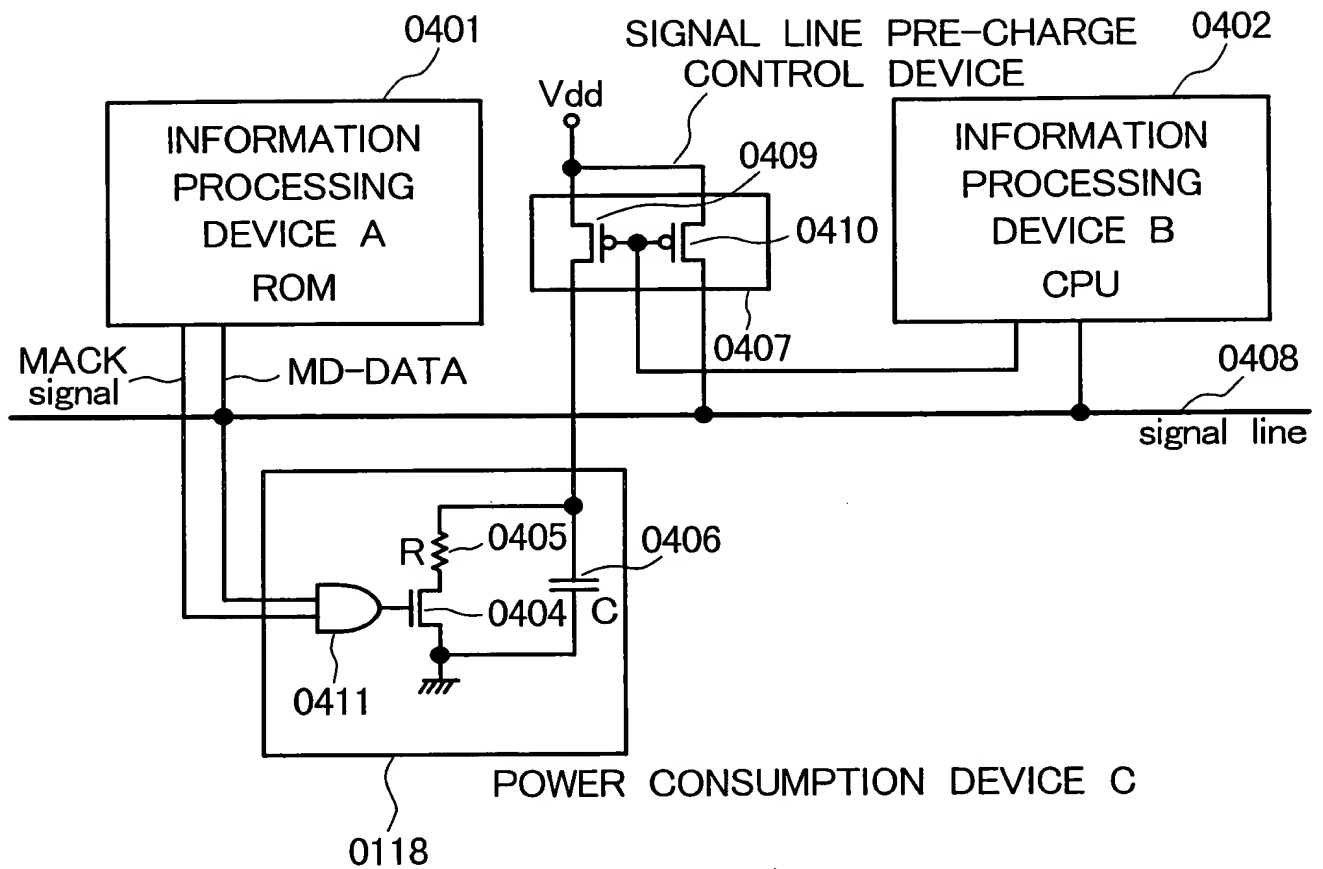 0401
SIGNAL LINE PRE-CHARGE
CONTROL DEVICE
0402
Vdd
INFORMATION
PROCESSING
DEVICE A
ROM
0409
0410
INFORMATION
PROCESSING
DEVICE B
CPU
0407
MACK
signal
MD-DATA
0408
signal line
R
0405
0406
0404
C
0411
POWER CONSUMPTION DEVICE C
0118